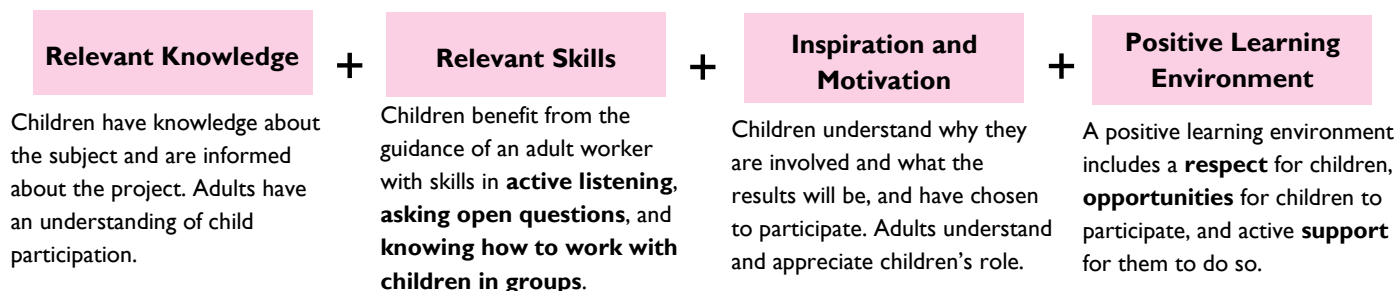 Relevant Knowledge
+
Relevant Skills
+
Inspiration and
Motivation
+
Positive Learning
Environment
Children have knowledge about
the subject and are informed
about the project. Adults have
an understanding of child
participation.
Children benefit from the
guidance of an adult worker
with skills in active listening,
asking open questions, and
knowing how to work with
children in groups.
Children understand why they
are involved and what the
results will be, and have chosen
to participate. Adults understand
and appreciate children’s role.
A positive learning environment
includes a respect for children,
opportunities for children to
participate, and active support
for them to do so.